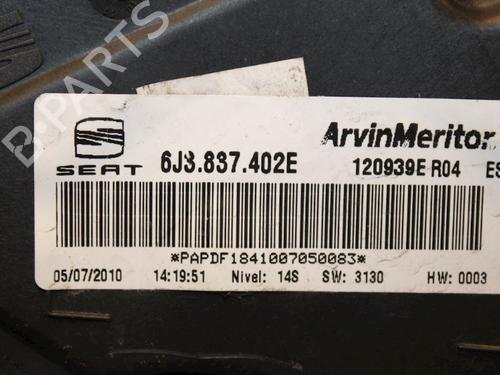 B-PARTS
SEAT 6J3.837.402E ArvinMeritor
120939E R04 ES
*PAPDF1841007050083*
05/07/2010 14:19:51 Nivel: 14S SW: 3130 HW: 0003